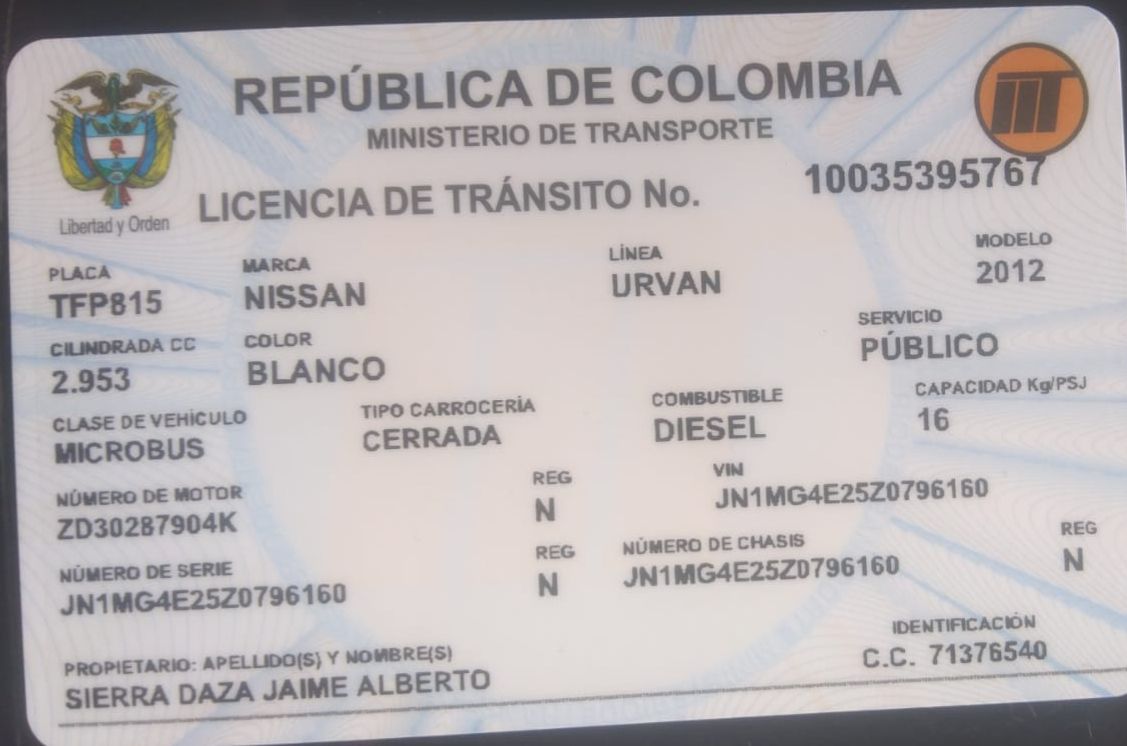 REPÚBLICA DE COLOMBIA
MINISTERIO DE TRANSPORTE
Libertad y Orden
LICENCIA DE TRÁNSITO No. 10035395767
PLACA MARCA LÍNEA MODELO
TFP815 NISSAN URVAN 2012
CILINDRADA CC COLOR SERVICIO
2.953 BLANCO PÚBLICO
CLASE DE VEHÍCULO TIPO CARROCERÍA COMBUSTIBLE CAPACIDAD Kg/PSJ
MICROBUS CERRADA DIESEL 16
NÚMERO DE MOTOR REG VIN
ZD30287904K N JN1MG4E25Z0796160
NÚMERO DE SERIE REG NÚMERO DE CHASIS REG
JN1MG4E25Z0796160 N JN1MG4E25Z0796160 N
PROPIETARIO: APELLIDO(S) Y NOMBRE(S) IDENTIFICACIÓN
SIERRA DAZA JAIME ALBERTO C.C. 71376540